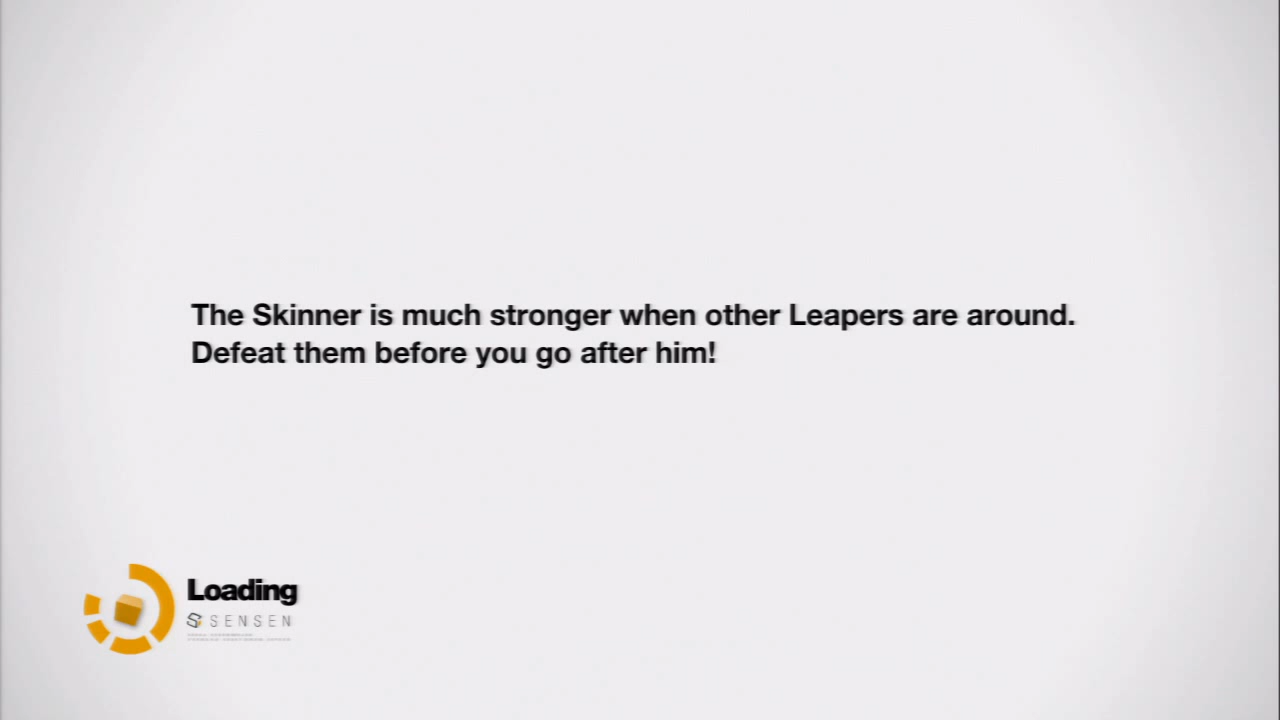 The Skinner is much stronger when other Leapers are around.
Defeat them before you go after him!
Loading
SENSEN